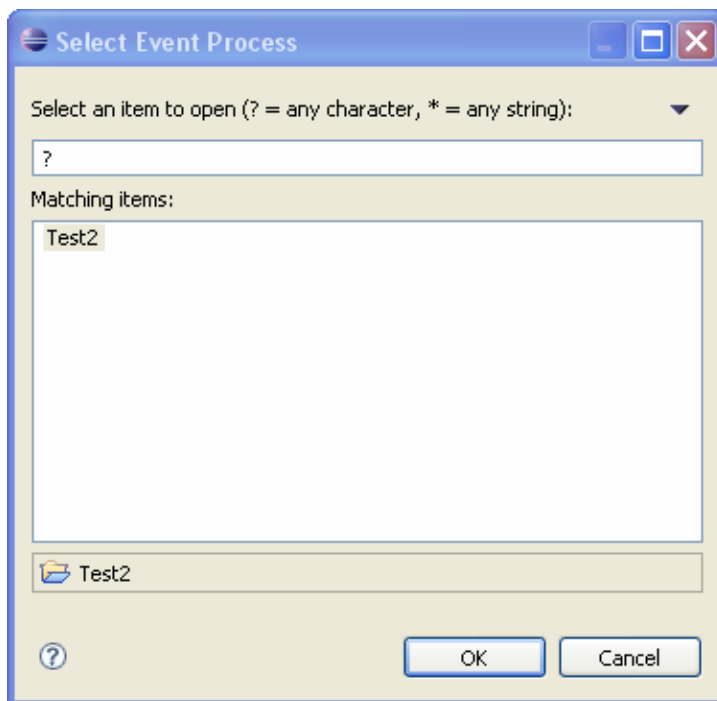 Select Event Process
Select an item to open (? = any character, * = any string):
?
Matching items:
Test2
Test2
?
OK Cancel